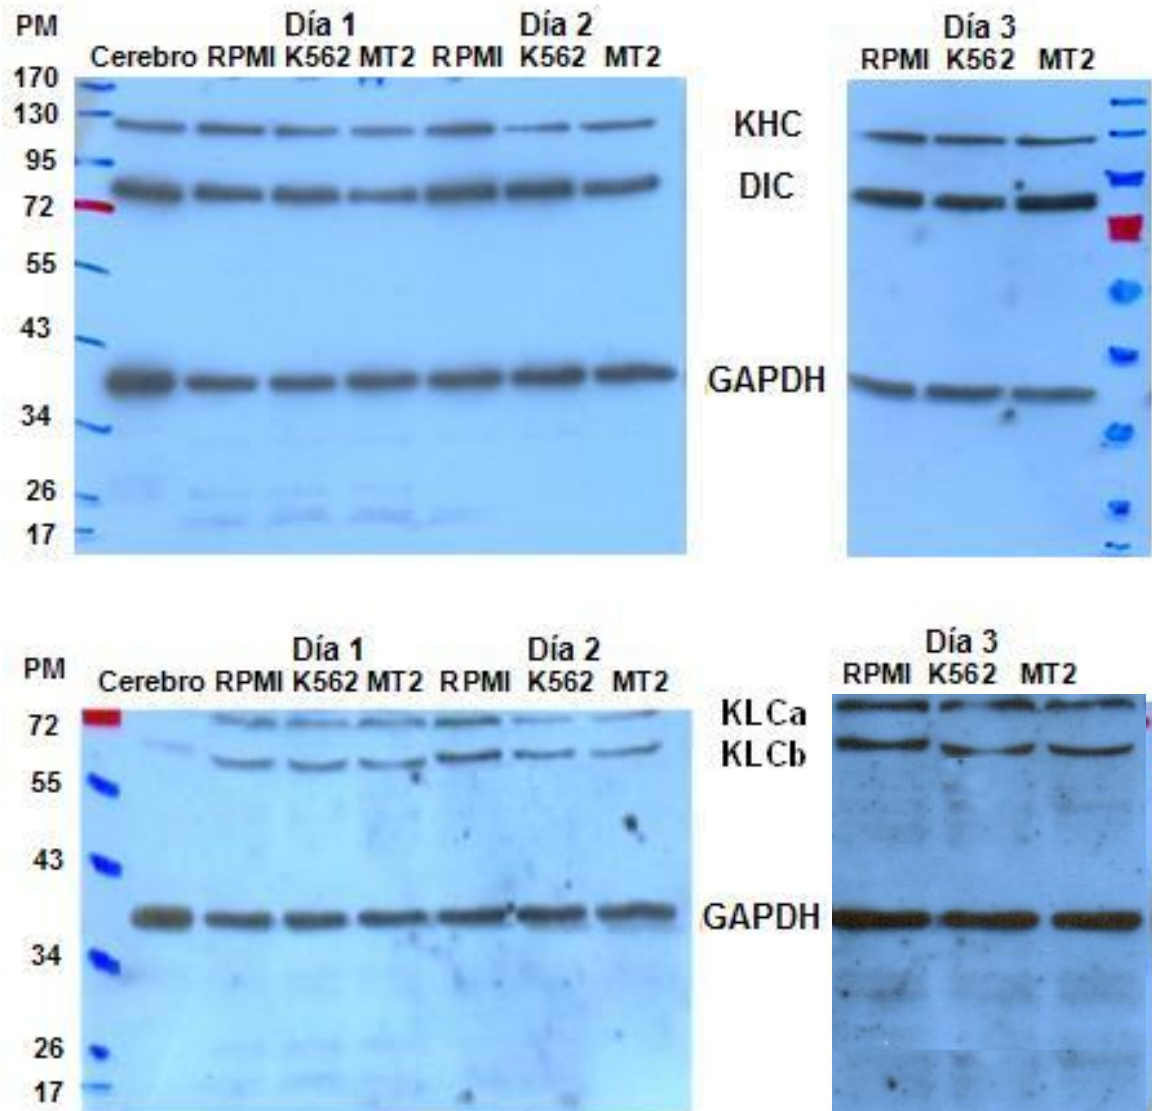 PM
Día 1
Día 2
Día 3
Cerebro RPMI K562 MT2 RPMI K562 MT2
RPMI K562 MT2
170
130
95
72
55
43
34
26
17
KHC
DIC
GAPDH
PM
Día 1
Día 2
Día 3
Cerebro RPMI K562 MT2 RPMI K562 MT2
RPMI K562 MT2
72
55
43
34
26
17
KLCa
KLCb
GAPDH